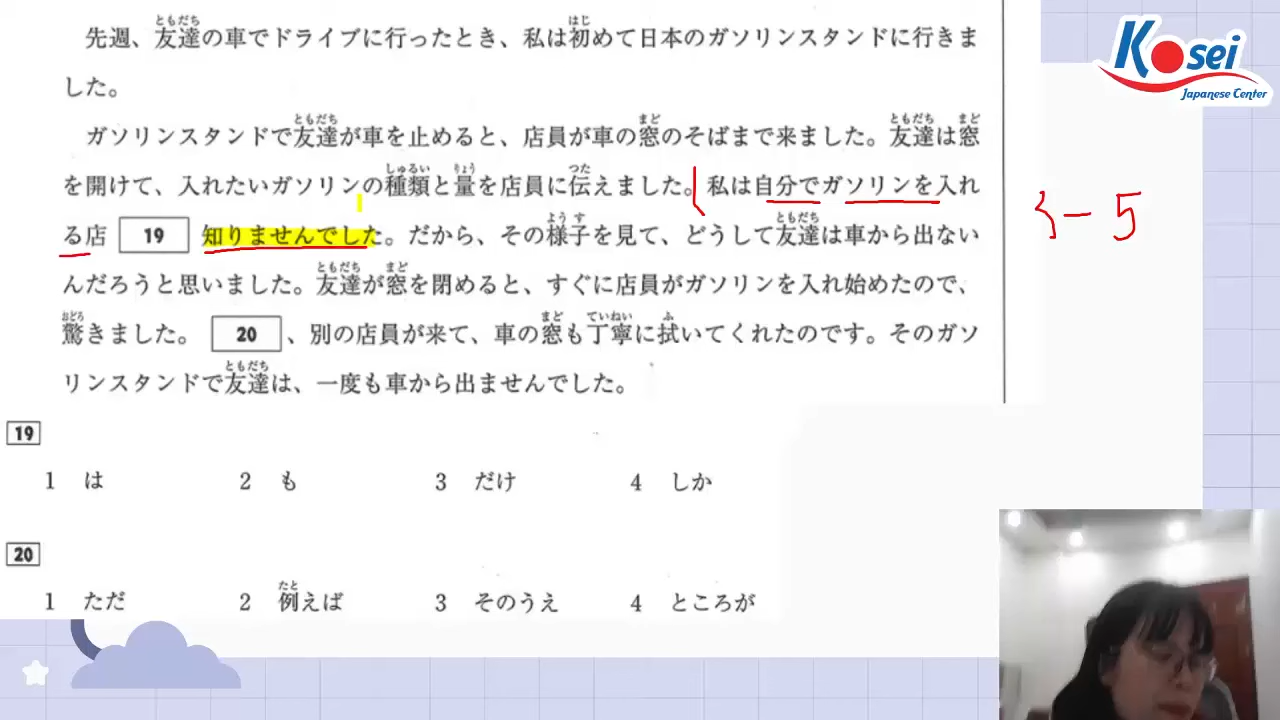 先週、友達の車でドライブに行ったとき、私は初めて日本のガソリンスタンドに行きま
した。
ガソリンスタンドで友達が車を止めると、店員が車の窓のそばまで来ました。友達は窓
を開けて、入れたいガソリンの種類と量を店員に伝えました。私は自分でガソリンを入れ
る店 19 知りませんでした。だから、その様子を見て、どうして友達は車から出ない
んだろうと思いました。友達が窓を閉めると、すぐに店員がガソリンを入れ始めたので、
驚きました。 20 、別の店員が来て、車の窓も丁寧に拭いてくれたのです。そのガソ
リンスタンドで友達は、一度も車から出ませんでした。
19
1 は 2 も 3 だけ 4 しか
20
1 ただ 2 例えば 3 そのうえ 4 ところが
Kosei
Japanese Center